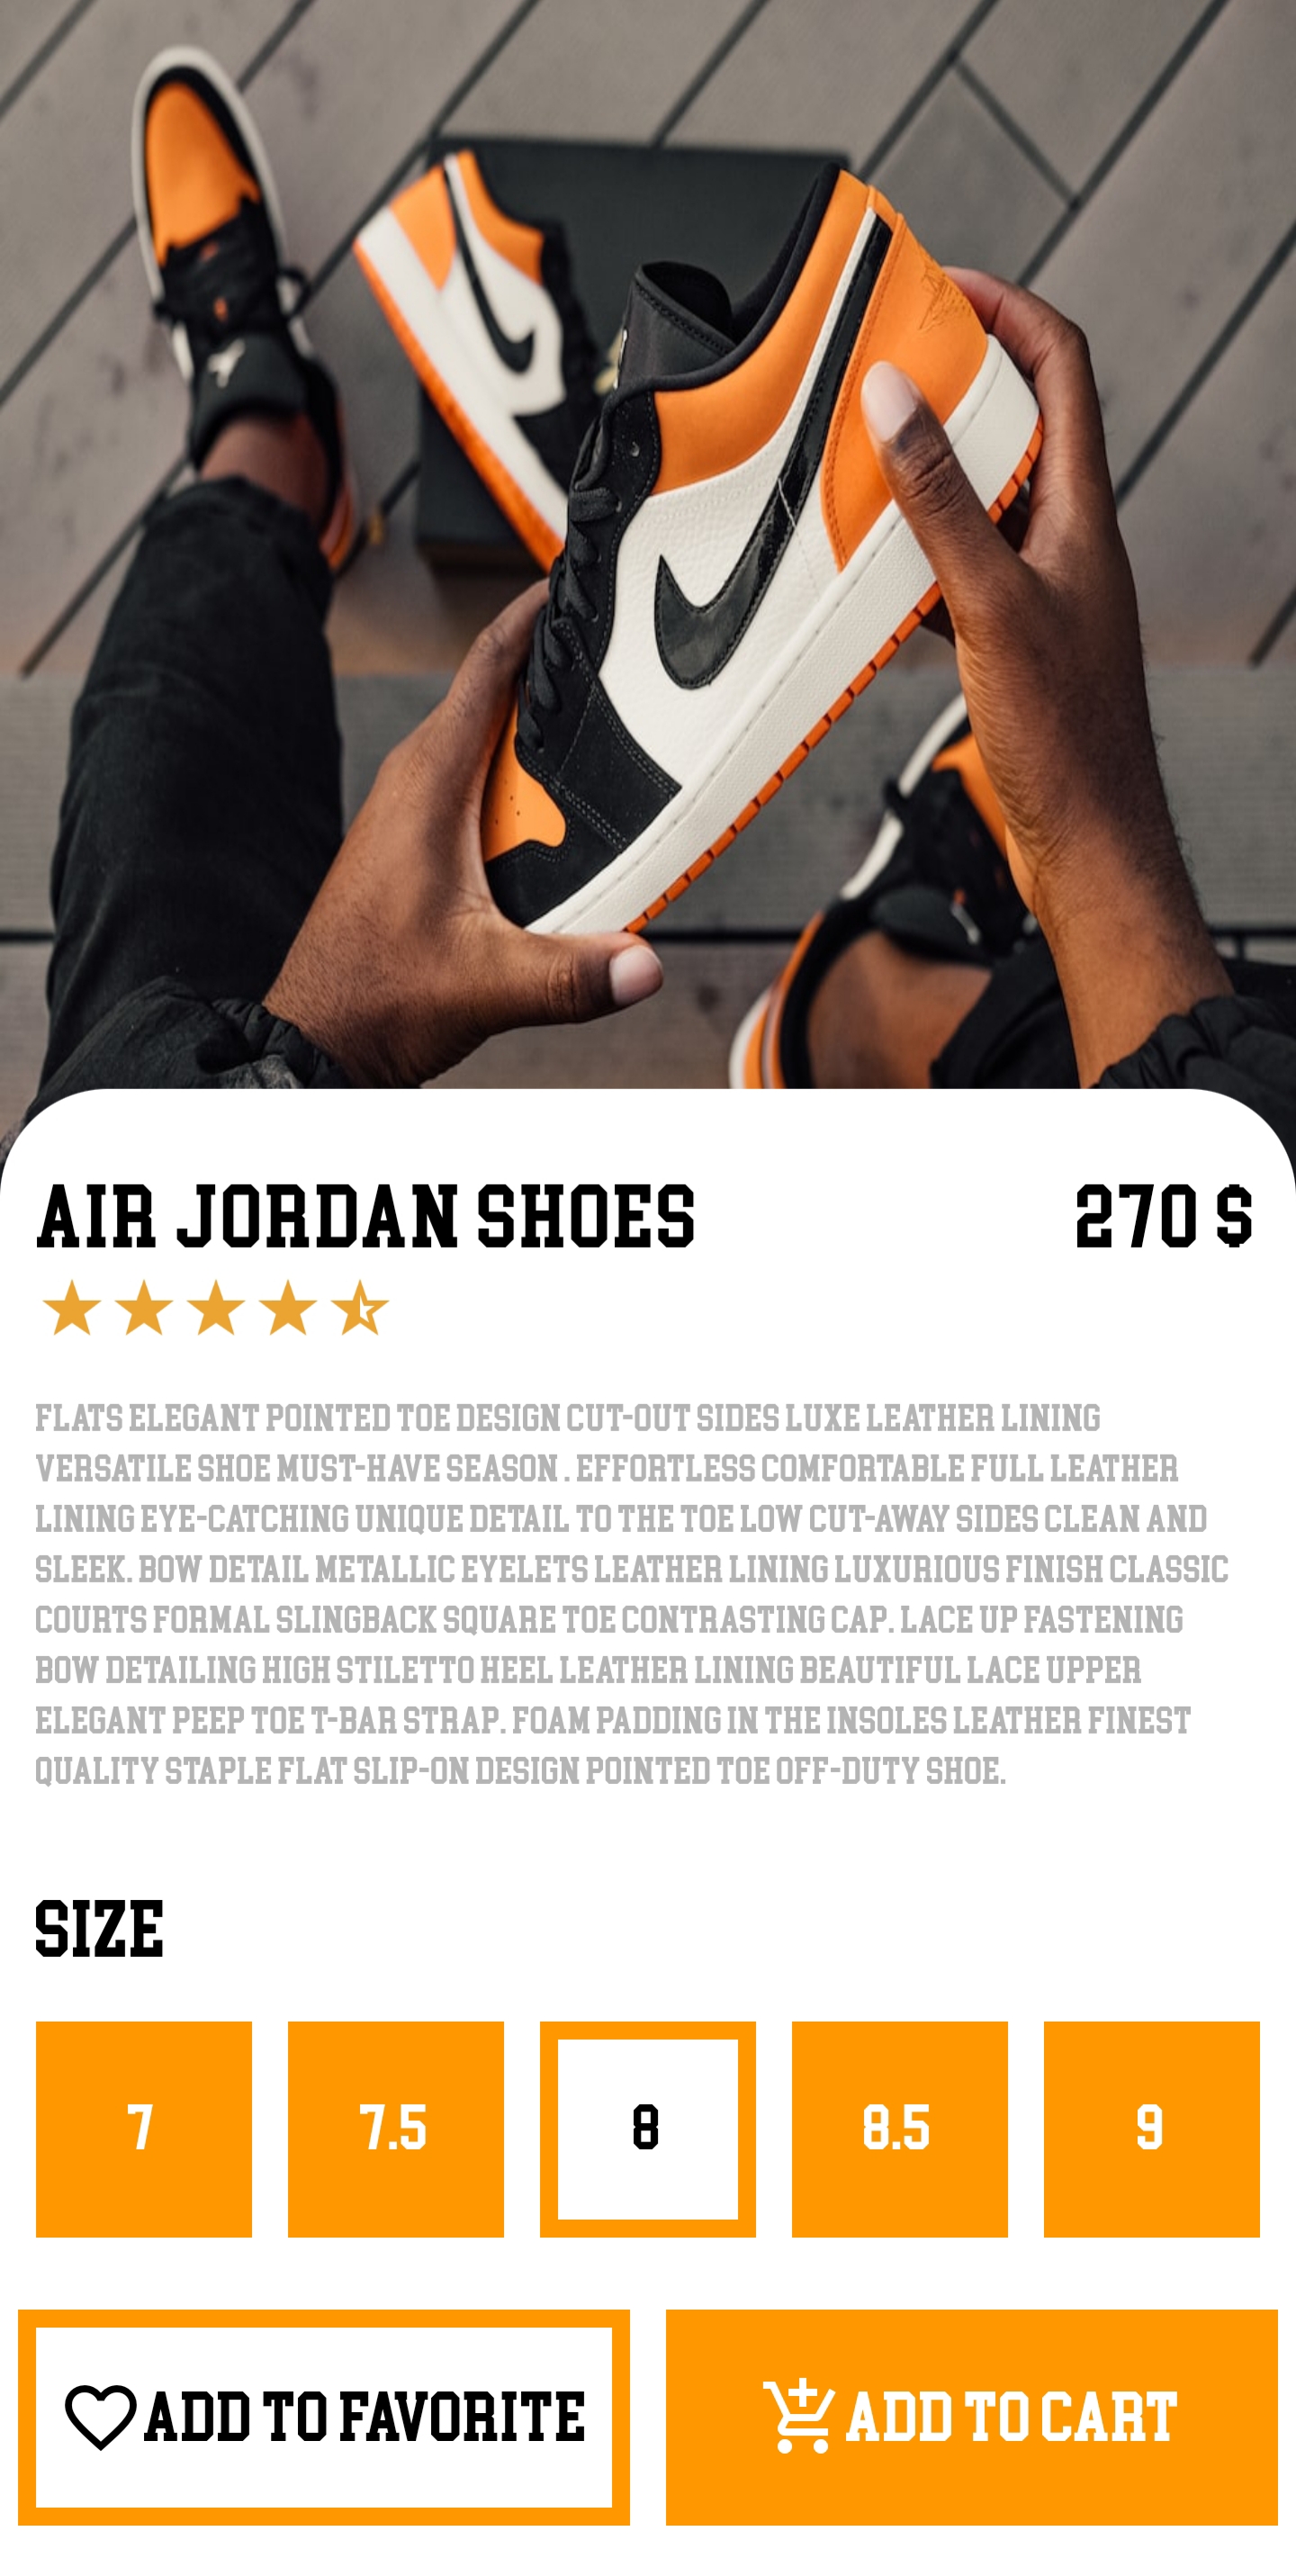 AIR JORDAN SHOES 270 $
FLATS ELEGANT POINTED TOE DESIGN CUT-OUT SIDES LUXE LEATHER LINING
VERSATILE SHOE MUST-HAVE SEASON . EFFORTLESS COMFORTABLE FULL LEATHER
LINING EYE-CATCHING UNIQUE DETAIL TO THE TOE LOW CUT-AWAY SIDES CLEAN AND
SLEEK. BOW DETAIL METALLIC EYELETS LEATHER LINING LUXURIOUS FINISH CLASSIC
COURTS FORMAL SLINGBACK SQUARE TOE CONTRASTING CAP. LACE UP FASTENING
BOW DETAILING HIGH STILETTO HEEL LEATHER LINING BEAUTIFUL LACE UPPER
ELEGANT PEEP TOE T-BAR STRAP. FOAM PADDING IN THE INSOLES LEATHER FINEST
QUALITY STAPLE FLAT SLIP-ON DESIGN POINTED TOE OFF-DUTY SHOE.
SIZE
7 7.5 8 8.5 9
ADD TO FAVORITE ADD TO CART